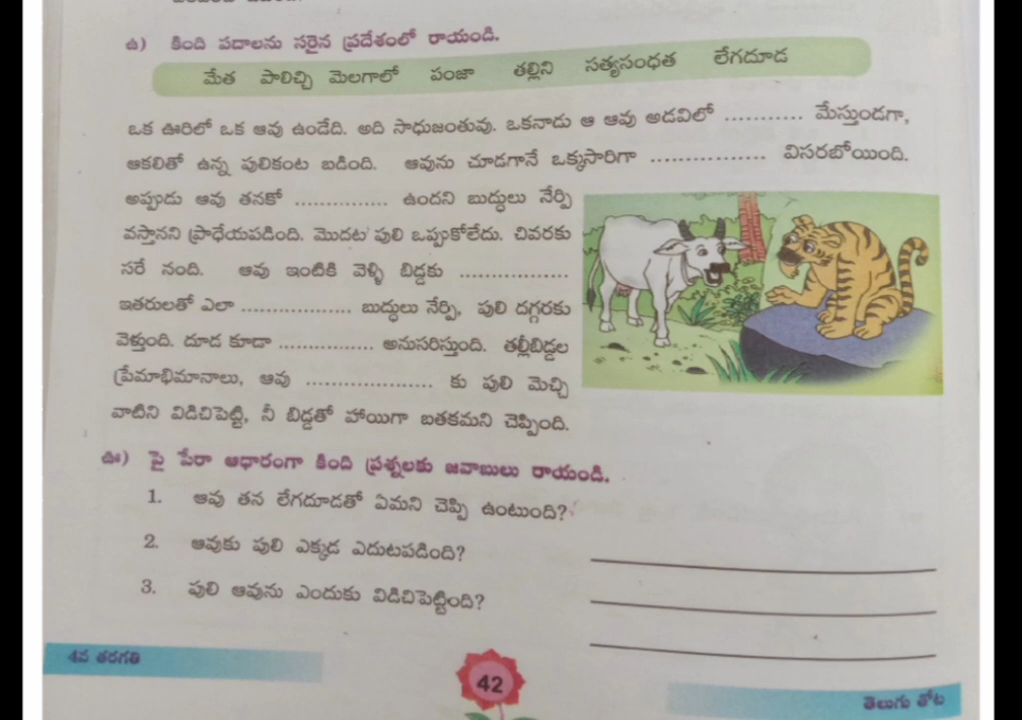 ఉ) కింది పదాలను సరైన ప్రదేశంలో రాయండి.
మేత పాలిచ్చి మెలగాలో పంజా తల్లిని సత్యసంధత లేగదూడ
ఒక ఊరిలో ఒక ఆవు ఉండేది. అది సాధుజంతువు. ఒకనాడు ఆ ఆవు అడవిలో ........... మేస్తుండగా,
ఆకలితో ఉన్న పులికంట బడింది. ఆవును చూడగానే ఒక్కసారిగా ................ విసరబోయింది.
అప్పుడు ఆవు తనకో .............. ఉందని బుద్ధులు నేర్పి
వస్తానని ప్రాధేయపడింది. మొదట పులి ఒప్పుకోలేదు. చివరకు
సరే నంది. ఆవు ఇంటికి వెళ్ళి బిడ్డకు .................
ఇతరులతో ఎలా ................. బుద్ధులు నేర్పి, పులి దగ్గరకు
వెళ్తుంది. దూడ కూడా .............. అనుసరిస్తుంది. తల్లీబిడ్డల
ప్రేమాభిమానాలు, ఆవు ................... కు పులి మెచ్చి
వాటిని విడిచిపెట్టి, నీ బిడ్డతో హాయిగా బతకమని చెప్పింది.
ఊ) పై పేరా ఆధారంగా కింది ప్రశ్నలకు జవాబులు రాయండి.
1. ఆవు తన లేగదూడతో ఏమని చెప్పి ఉంటుంది?
2. ఆవుకు పులి ఎక్కడ ఎదుటపడింది?
3. పులి ఆవును ఎందుకు విడిచిపెట్టింది?
4వ తరగతి
42
తెలుగు తోట